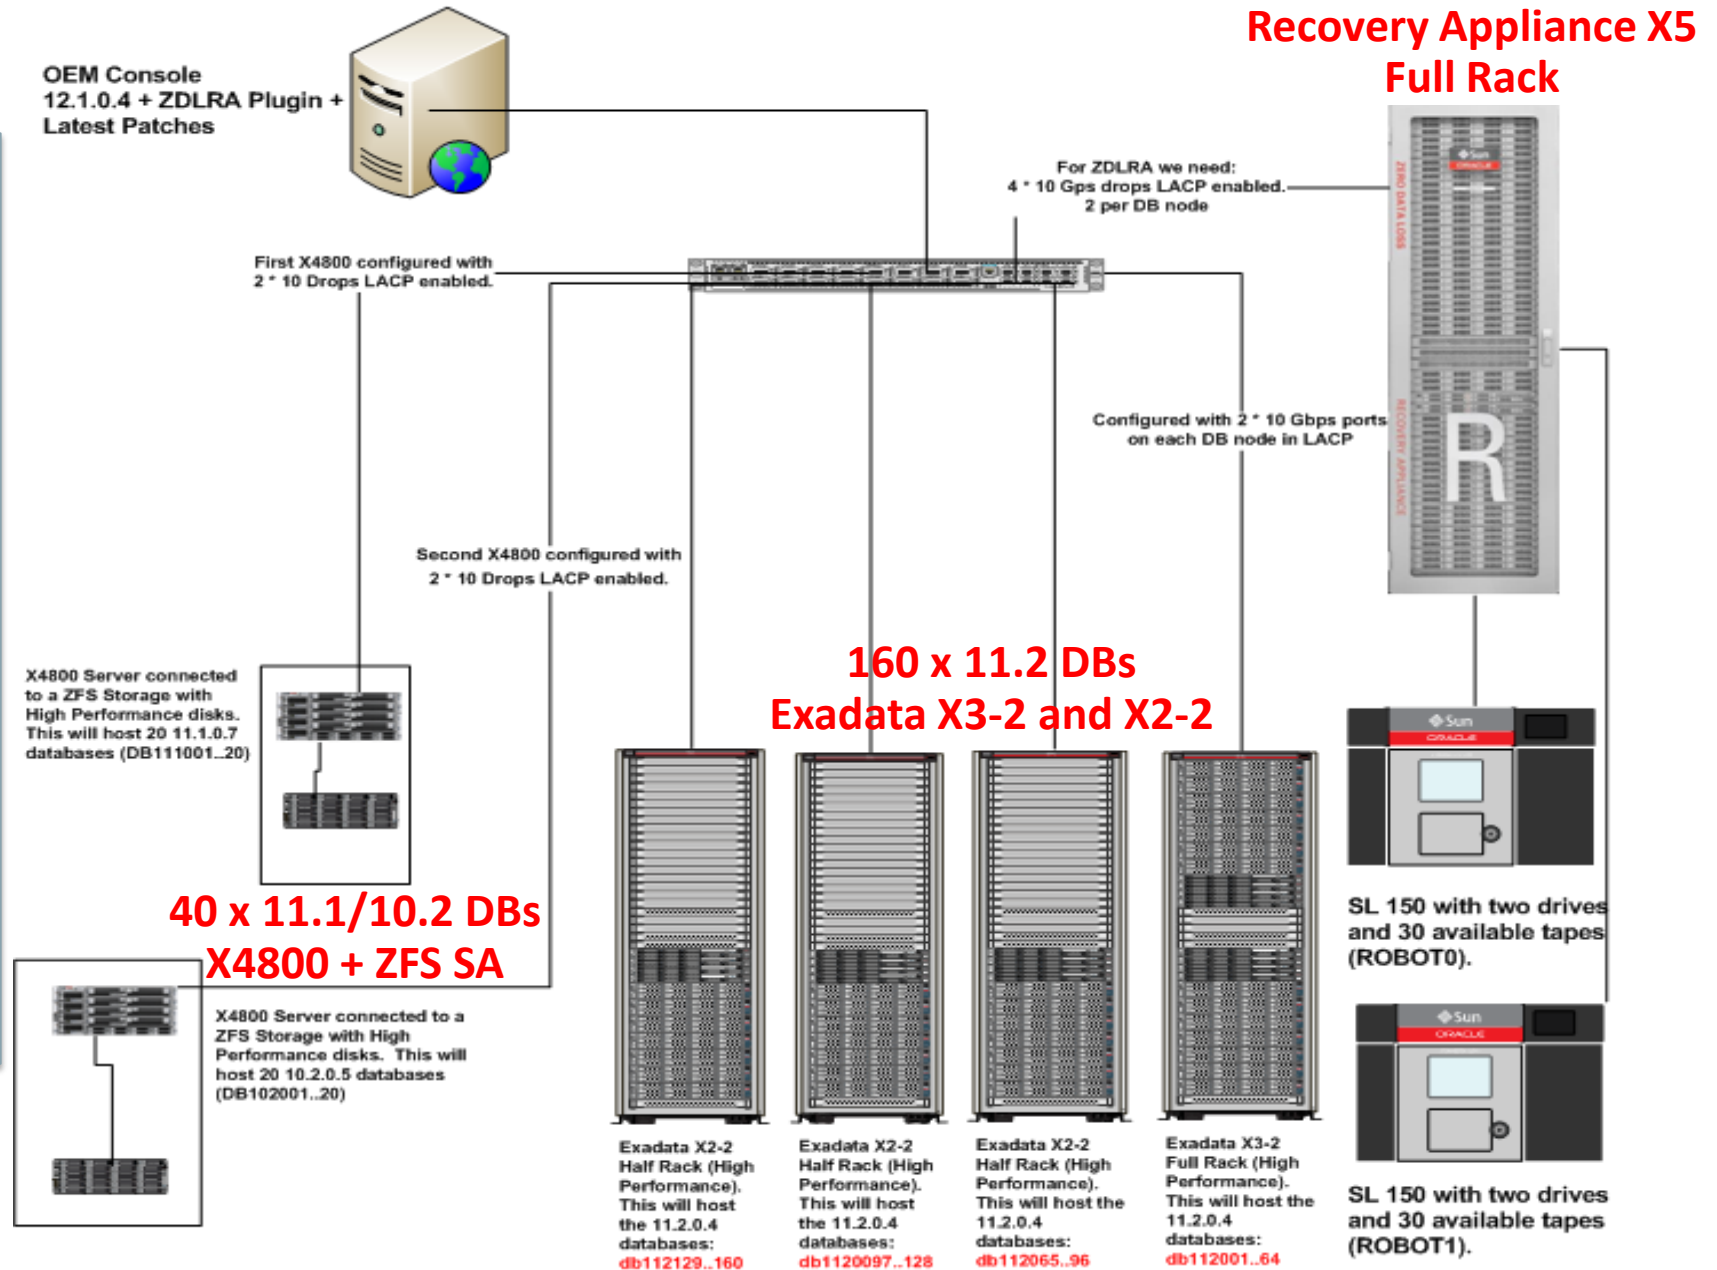 Recovery Appliance X5
Full Rack
OEM Console
12.1.0.4 + ZDLRA Plugin +
Latest Patches
For ZDLRA we need:
4 * 10 Gps drops LACP enabled.
2 per DB node
Sun
ORACLE
ZERO DATA LOSS
RECOVERY APPLIANCE
R
First X4800 configured with
2 * 10 Drops LACP enabled.
Configured with 2 * 10 Gbps ports
on each DB node in LACP
Second X4800 configured with
2 * 10 Drops LACP enabled.
160 x 11.2 DBs
Exadata X3-2 and X2-2
X4800 Server connected
to a ZFS Storage with
High Performance disks.
This will host 20 11.1.0.7
databases (DB111001..20)
40 x 11.1/10.2 DBs
X4800 + ZFS SA
X4800 Server connected to a
ZFS Storage with High
Performance disks. This will
host 20 10.2.0.5 databases
(DB102001..20)
Sun
ORACLE
SL 150 with two drives
and 30 available tapes
(ROBOT0).
Sun
ORACLE
SL 150 with two drives
and 30 available tapes
(ROBOT1).
Exadata X2-2
Half Rack (High
Performance).
This will host
the 11.2.0.4
databases:
db112129..160
Exadata X2-2
Half Rack (High
Performance).
This will host
the 11.2.0.4
databases:
db1120097..128
Exadata X2-2
Half Rack (High
Performance).
This will host the
11.2.0.4
databases:
db112065..96
Exadata X3-2
Full Rack (High
Performance).
This will host the
11.2.0.4
databases:
db112001..64